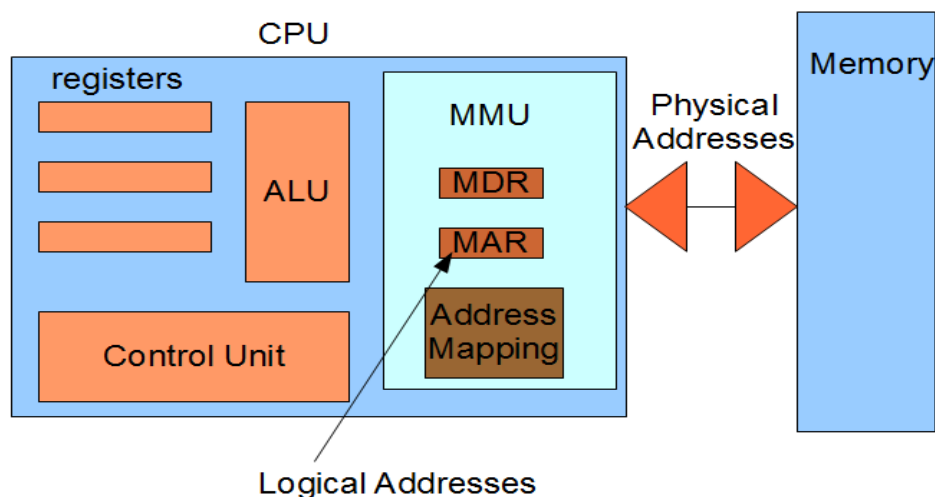 CPU
registers
ALU
Control Unit
MMU
MDR
MAR
Address
Mapping
Physical
Addresses
Memory
Logical Addresses